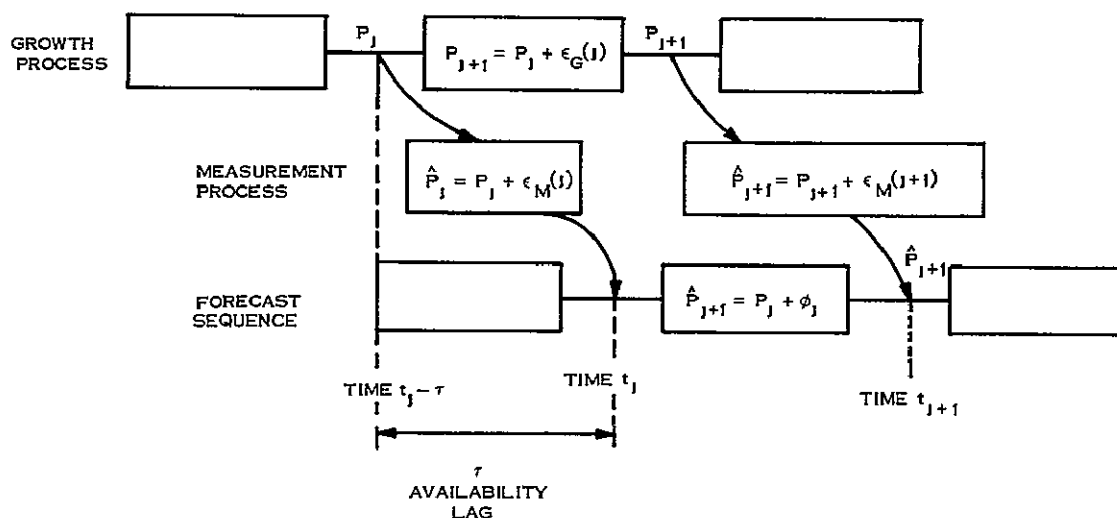 GROWTH
PROCESS
P_J
P_{J+1} = P_J + ϵ_G(J)
P_{J+1}
MEASUREMENT
PROCESS
P̂_J = P_J + ϵ_M(J)
P̂_{J+1} = P_{J+1} + ϵ_M(J+1)
FORECAST
SEQUENCE
P̂_{J+1} = P_J + ϕ_J
P̂_{J+1}
TIME t_J − τ
TIME t_J
TIME t_{J+1}
τ
AVAILABILITY
LAG